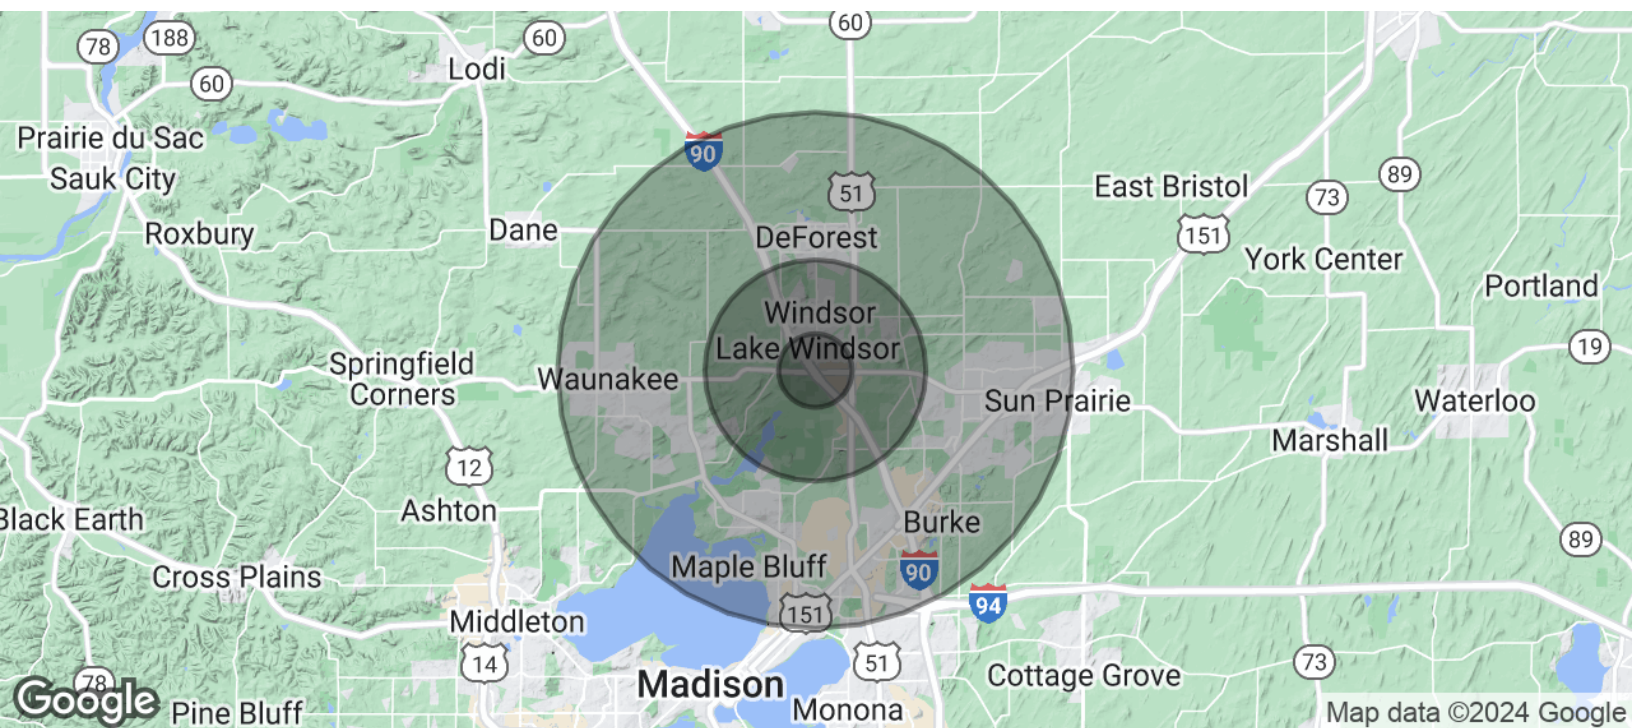 60
188
78
60
Lodi
60
Prairie du Sac
90
Sauk City
89
East Bristol
51
73
Roxbury
Dane
DeForest
151
York Center
Portland
Windsor
Lake Windsor
19
Springfield
Corners
Waunakee
Sun Prairie
Waterloo
Marshall
12
Ashton
Black Earth
Burke
89
Maple Bluff
90
Cross Plains
94
151
Middleton
14
51
73
Cottage Grove
Madison
78
Google
Pine Bluff
Monona
Map data ©2024 Google